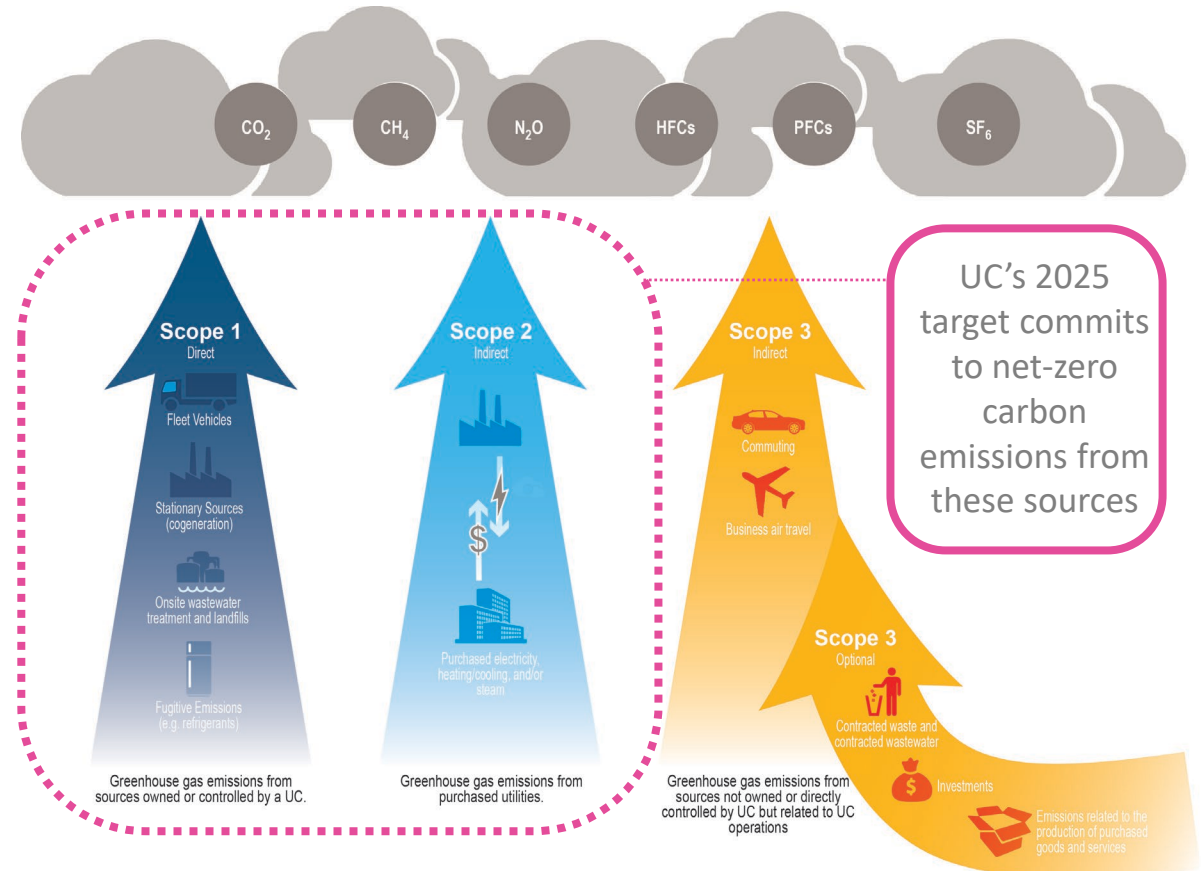 CO₂
CH₄
N₂O
HFCs
PFCs
SF₆
Scope 1
Direct
Fleet Vehicles
Stationary Sources
(cogeneration)
Onsite wastewater
treatment and landfills
Fugitive Emissions
(e.g. refrigerants)
Greenhouse gas emissions from
sources owned or controlled by a UC.
Scope 2
Indirect
$
Purchased electricity,
heating/cooling, and/or
steam
Greenhouse gas emissions from
purchased utilities.
Scope 3
Indirect
Commuting
Business air travel
Greenhouse gas emissions from
sources not owned or directly
controlled by UC but related to UC
operations
Scope 3
Optional
Contracted waste and
contracted wastewater
$
Investments
Emissions related to the
production of purchased
goods and services.
UC’s 2025
target commits
to net-zero
carbon
emissions from
these sources